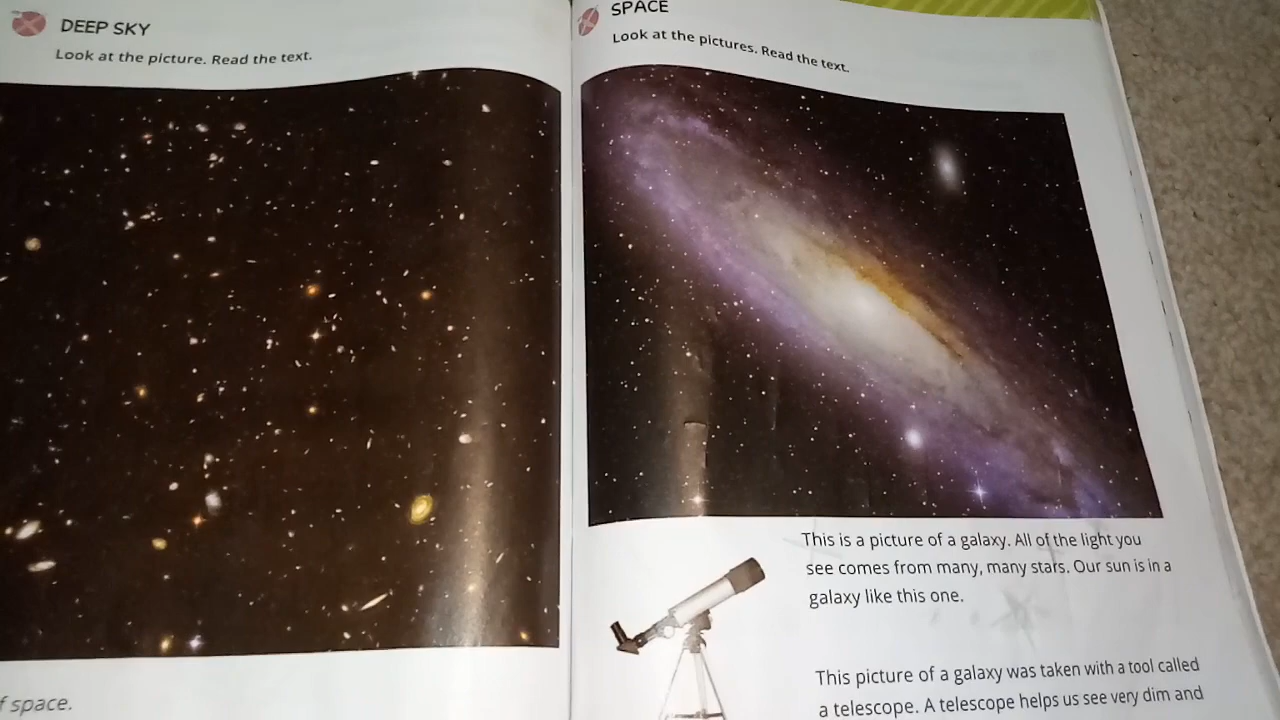 DEEP SKY
Look at the picture. Read the text.
f space.
SPACE
Look at the pictures. Read the text.
This is a picture of a galaxy. All of the light you
see comes from many, many stars. Our sun is in a
galaxy like this one.
This picture of a galaxy was taken with a tool called
a telescope. A telescope helps us see very dim and